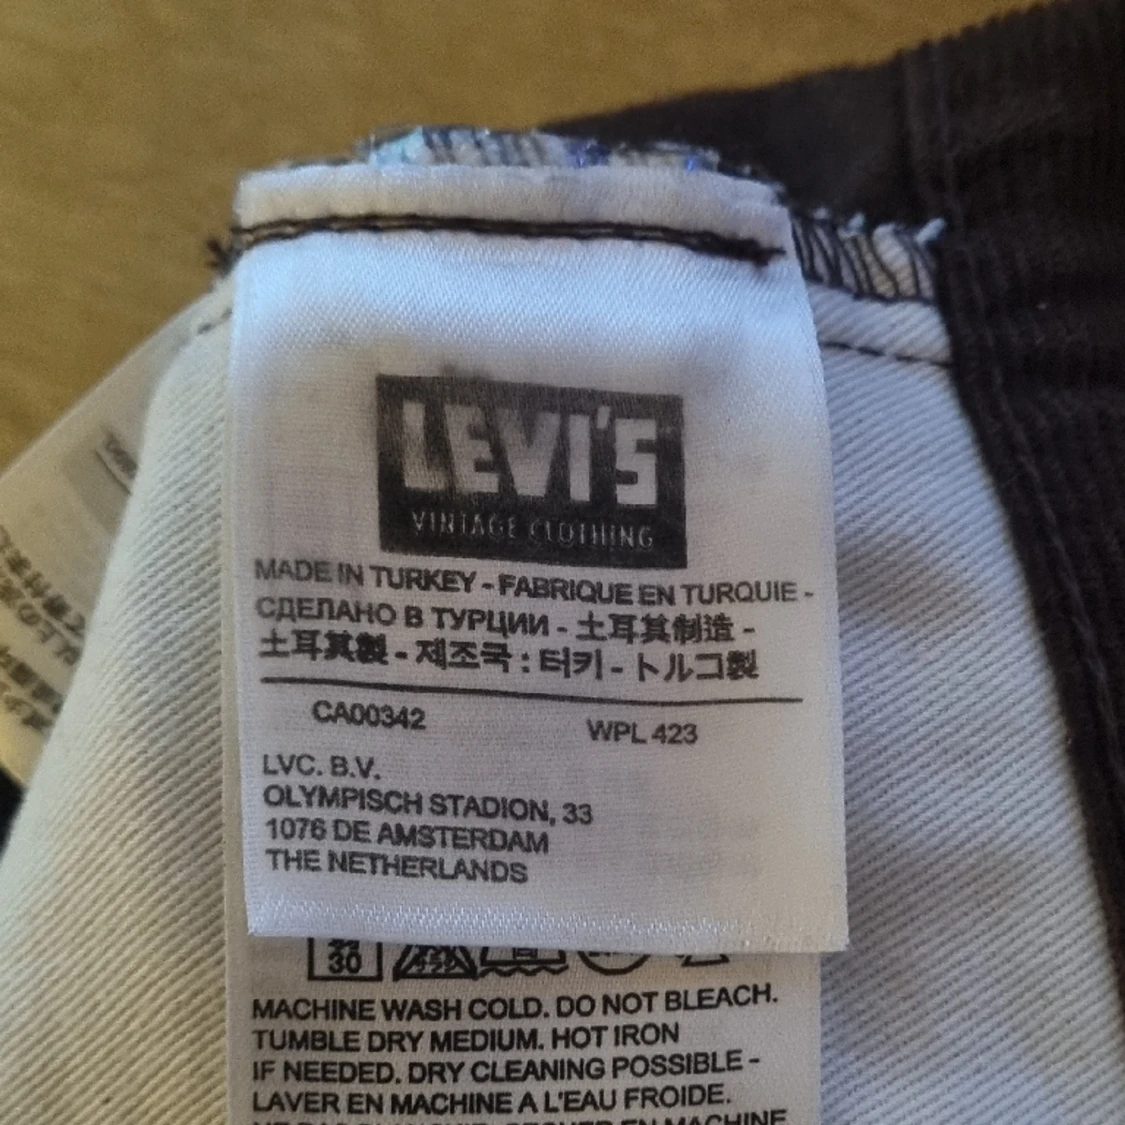 LEVI'S
VINTAGE CLOTHING
MADE IN TURKEY - FABRIQUE EN TURQUIE -
СДЕЛАНО В ТУРЦИИ - 土耳其制造 -
土耳其製 - 제조국 : 터키 - トルコ製
CA00342 WPL 423
LVC. B.V.
OLYMPISCH STADION, 33
1076 DE AMSTERDAM
THE NETHERLANDS
30
MACHINE WASH COLD. DO NOT BLEACH.
TUMBLE DRY MEDIUM. HOT IRON
IF NEEDED. DRY CLEANING POSSIBLE -
LAVER EN MACHINE A L'EAU FROIDE.